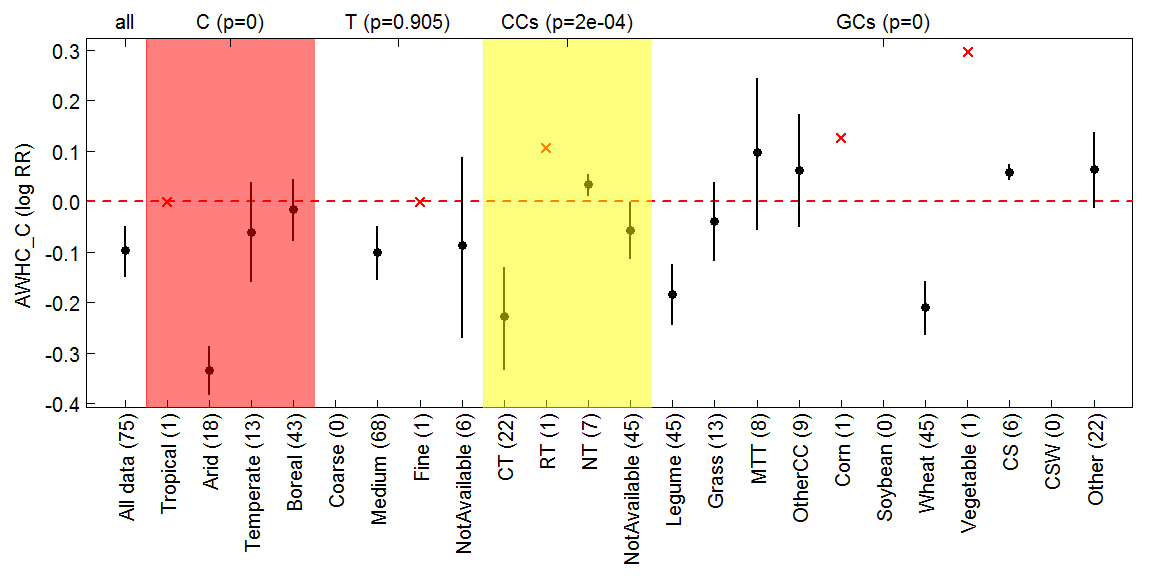 all
C (p=0)
T (p=0.905)
CCs (p=2e-04)
GCs (p=0)
AWHC_C (log RR)
0.3
0.2
0.1
0.0
-0.1
-0.2
-0.3
-0.4
All data (75)
Tropical (1)
Arid (18)
Temperate (13)
Boreal (43)
Coarse (0)
Medium (68)
Fine (1)
NotAvailable (6)
CT (22)
RT (1)
NT (7)
NotAvailable (45)
Legume (45)
Grass (13)
MTT (8)
OtherCC (9)
Corn (1)
Soybean (0)
Wheat (45)
Vegetable (1)
CS (6)
CSW (0)
Other (22)